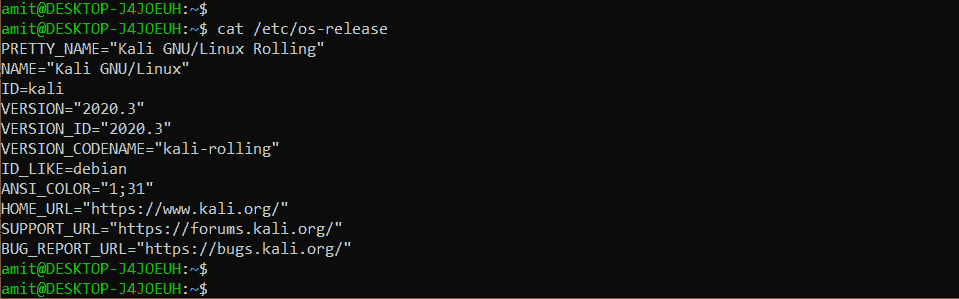 amit@DESKTOP-J4JOEUH:~$
amit@DESKTOP-J4JOEUH:~$ cat /etc/os-release
PRETTY_NAME="Kali GNU/Linux Rolling"
NAME="Kali GNU/Linux"
ID=kali
VERSION="2020.3"
VERSION_ID="2020.3"
VERSION_CODENAME="kali-rolling"
ID_LIKE=debian
ANSI_COLOR="1;31"
HOME_URL="https://www.kali.org/"
SUPPORT_URL="https://forums.kali.org/"
BUG_REPORT_URL="https://bugs.kali.org/"
amit@DESKTOP-J4JOEUH:~$
amit@DESKTOP-J4JOEUH:~$